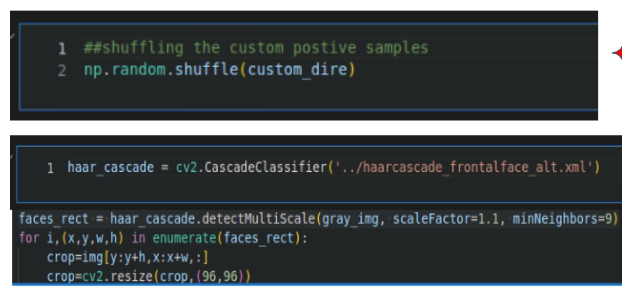 1 ##shuffling the custom postive samples
2 np.random.shuffle(custom_dire)
1 haar_cascade = cv2.CascadeClassifier('../haarcascade_frontalface_alt.xml')
faces_rect = haar_cascade.detectMultiScale(gray_img, scaleFactor=1.1, minNeighbors=9)
for i,(x,y,w,h) in enumerate(faces_rect):
    crop=img[y:y+h,x:x+w,:]
    crop=cv2.resize(crop,(96,96))